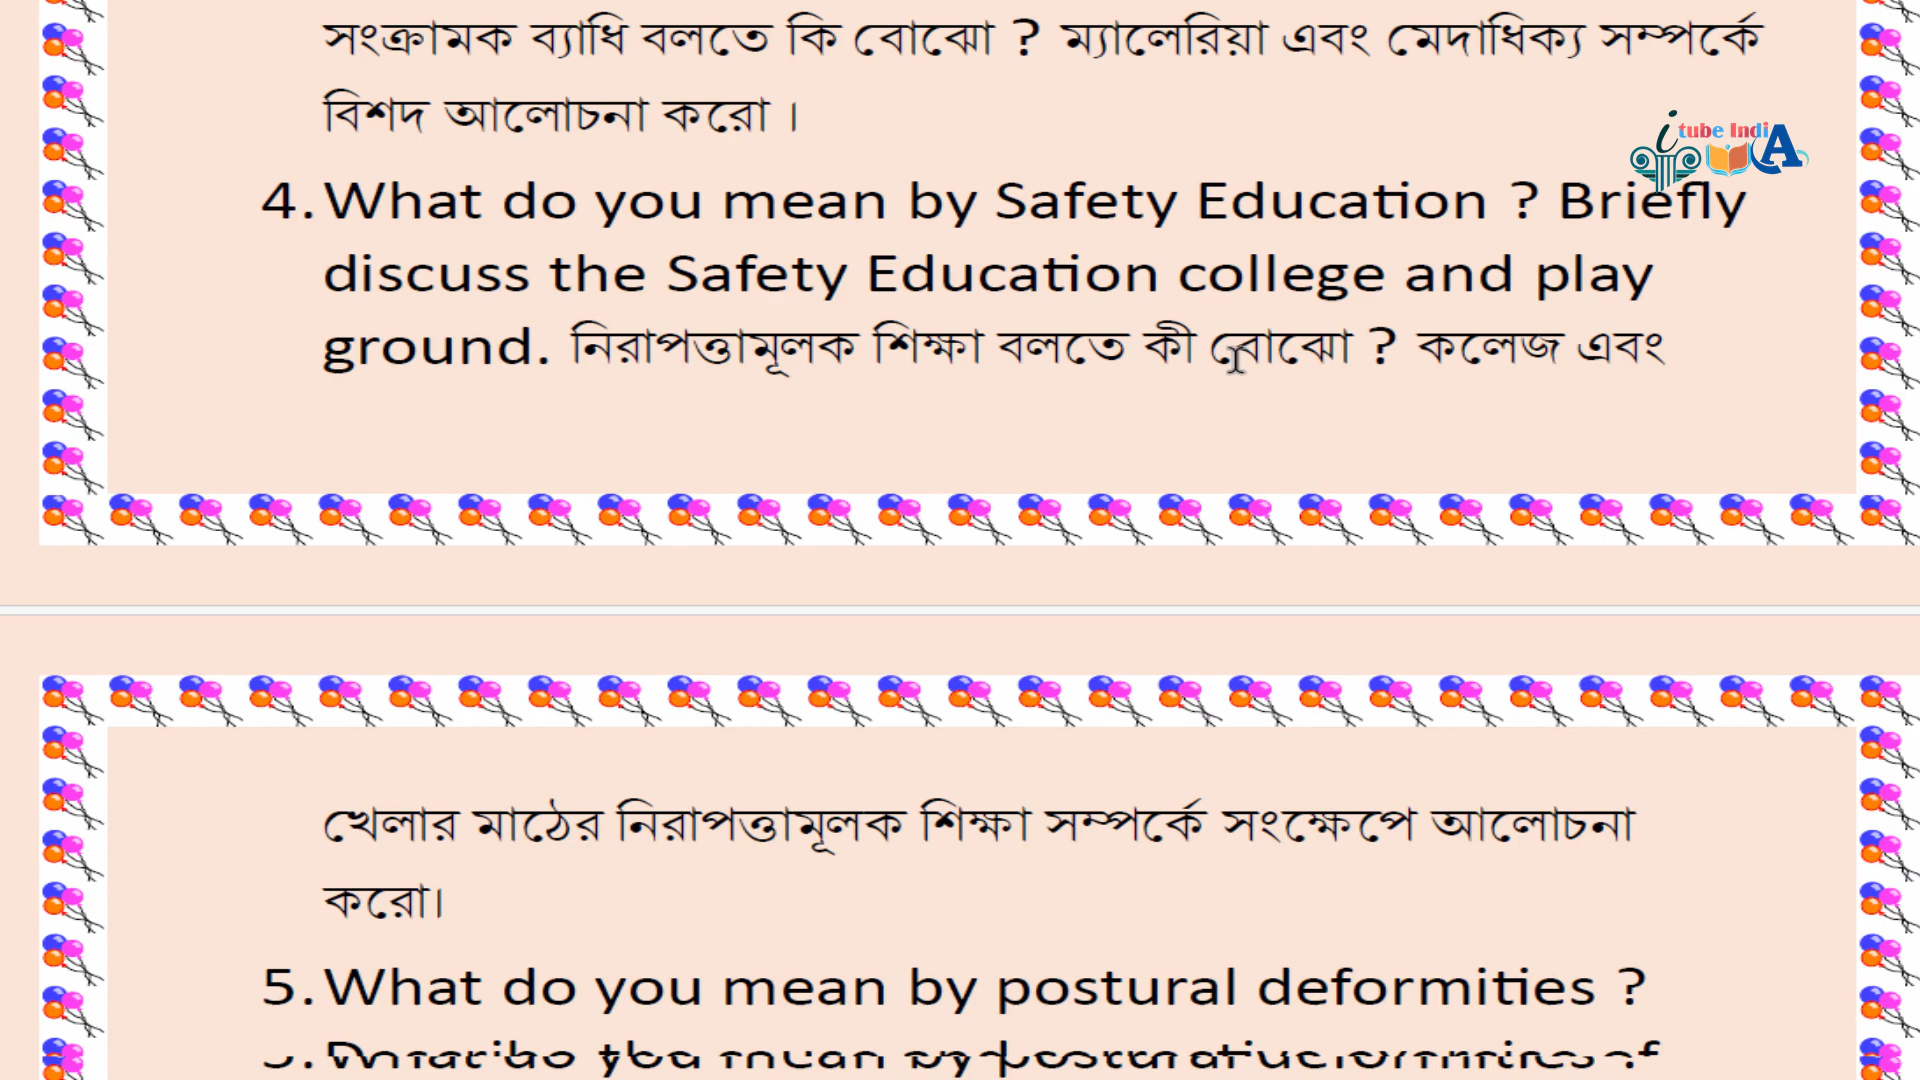 সংক্রামক ব্যাধি বলতে কি বোঝো ? ম্যালেরিয়া এবং মেদাধিক্য সম্পর্কে
বিশদ আলোচনা করো ।
i tube IndiA
4. What do you mean by Safety Education ? Briefly
discuss the Safety Education college and play
ground. নিরাপত্তামূলক শিক্ষা বলতে কী বোঝো ? কলেজ এবং
খেলার মাঠের নিরাপত্তামূলক শিক্ষা সম্পর্কে সংক্ষেপে আলোচনা
করো।
5. What do you mean by postural deformities ?